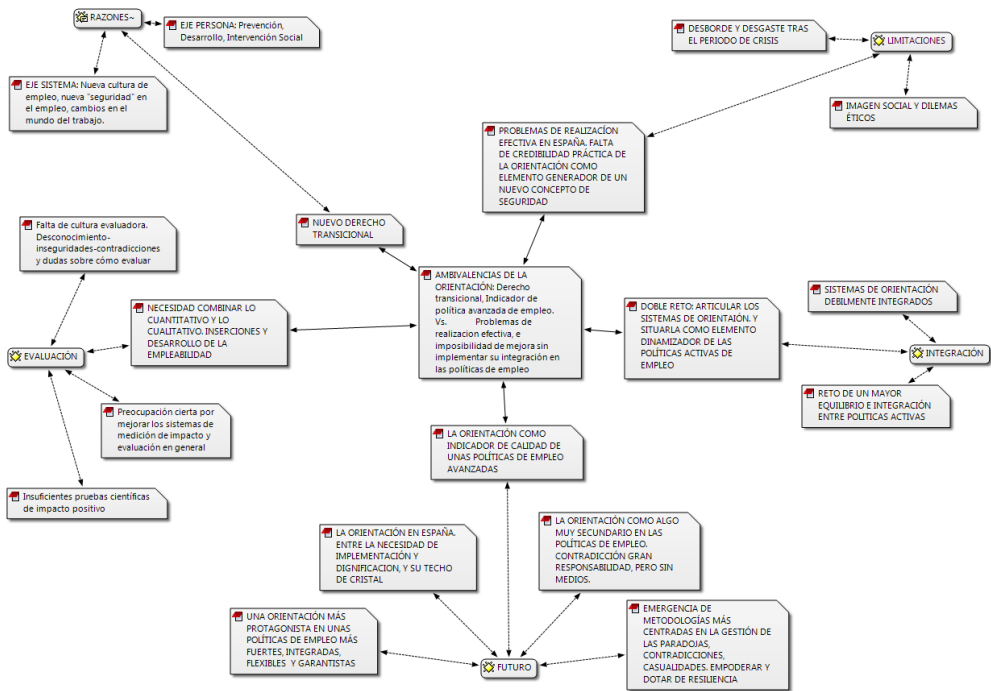 RAZONES~
EJE PERSONA: Prevención,
Desarrollo, Intervención Social
EJE SISTEMA: Nueva cultura de
empleo, nueva "seguridad" en
el empleo, cambios en el
mundo del trabajo.
DESBORDE Y DESGASTE TRAS
EL PERIODO DE CRISIS
LIMITACIONES
IMAGEN SOCIAL Y DILEMAS
ÉTICOS
PROBLEMAS DE REALIZACÍON
EFECTIVA EN ESPAÑA. FALTA
DE CREDIBILIDAD PRÁCTICA DE
LA ORIENTACIÓN COMO
ELEMENTO GENERADOR DE UN
NUEVO CONCEPTO DE
SEGURIDAD
NUEVO DERECHO
TRANSICIONAL
Falta de cultura evaluadora.
Desconocimiento-
inseguridades-contradicciones
y dudas sobre cómo evaluar
NECESIDAD COMBINAR LO
CUANTITATIVO Y LO
CUALITATIVO. INSERCIONES Y
DESARROLLO DE LA
EMPLEABILIDAD
EVALUACIÓN
Preocupación cierta por
mejorar los sistemas de
medición de impacto y
evaluación en general
Insuficientes pruebas científicas
de impacto positivo
AMBIVALENCIAS DE LA
ORIENTACIÓN: Derecho
transicional, Indicador de
política avanzada de empleo.
Vs. Problemas de
realizacion efectiva, e
imposibilidad de mejora sin
implementar su integración en
las políticas de empleo
DOBLE RETO: ARTICULAR LOS
SISTEMAS DE ORIENTAIÓN. Y
SITUARLA COMO ELEMENTO
DINAMIZADOR DE LAS
POLÍTICAS ACTIVAS DE
EMPLEO
SISTEMAS DE ORIENTACIÓN
DEBILMENTE INTEGRADOS
INTEGRACIÓN
RETO DE UN MAYOR
EQUILIBRIO E INTEGRACIÓN
ENTRE POLITICAS ACTIVAS
LA ORIENTACIÓN COMO
INDICADOR DE CALIDAD DE
UNAS POLÍTICAS DE EMPLEO
AVANZADAS
LA ORIENTACIÓN EN ESPAÑA.
ENTRE LA NECESIDAD DE
IMPLEMENTACIÓN Y
DIGNIFICACION, Y SU TECHO
DE CRISTAL
LA ORIENTACIÓN COMO ALGO
MUY SECUNDARIO EN LAS
POLÍTICAS DE EMPLEO.
CONTRADICCIÓN GRAN
RESPONSABILIDAD, PERO SIN
MEDIOS.
UNA ORIENTACIÓN MÁS
PROTAGONISTA EN UNAS
POLÍTICAS DE EMPLEO MÁS
FUERTES, INTEGRADAS,
FLEXIBLES Y GARANTISTAS
FUTURO
EMERGENCIA DE
METODOLOGÍAS MÁS
CENTRADAS EN LA GESTIÓN DE
LAS PARADOJAS,
CONTRADICCIONES,
CASUALIDADES. EMPODERAR Y
DOTAR DE RESILIENCIA